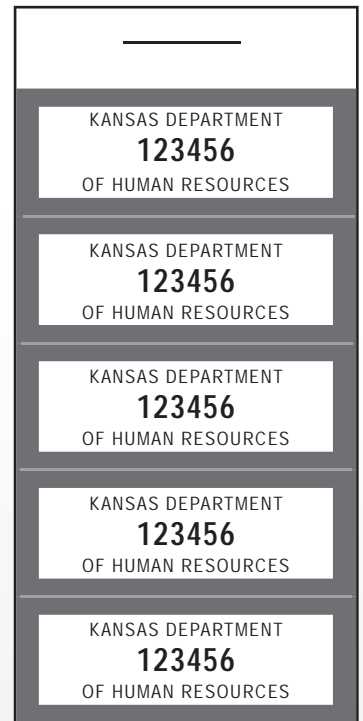 KANSAS DEPARTMENT
123456
OF HUMAN RESOURCES
KANSAS DEPARTMENT
123456
OF HUMAN RESOURCES
KANSAS DEPARTMENT
123456
OF HUMAN RESOURCES
KANSAS DEPARTMENT
123456
OF HUMAN RESOURCES
KANSAS DEPARTMENT
123456
OF HUMAN RESOURCES